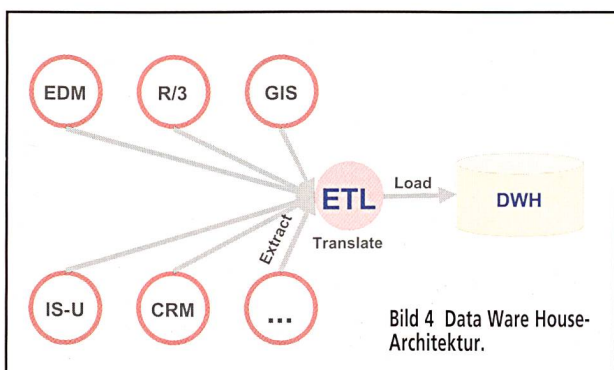 EDM
R/3
GIS
ETL
Load
DWH
Extract
Translate
IS-U
CRM
...
Bild 4 Data Ware House-
Architektur.